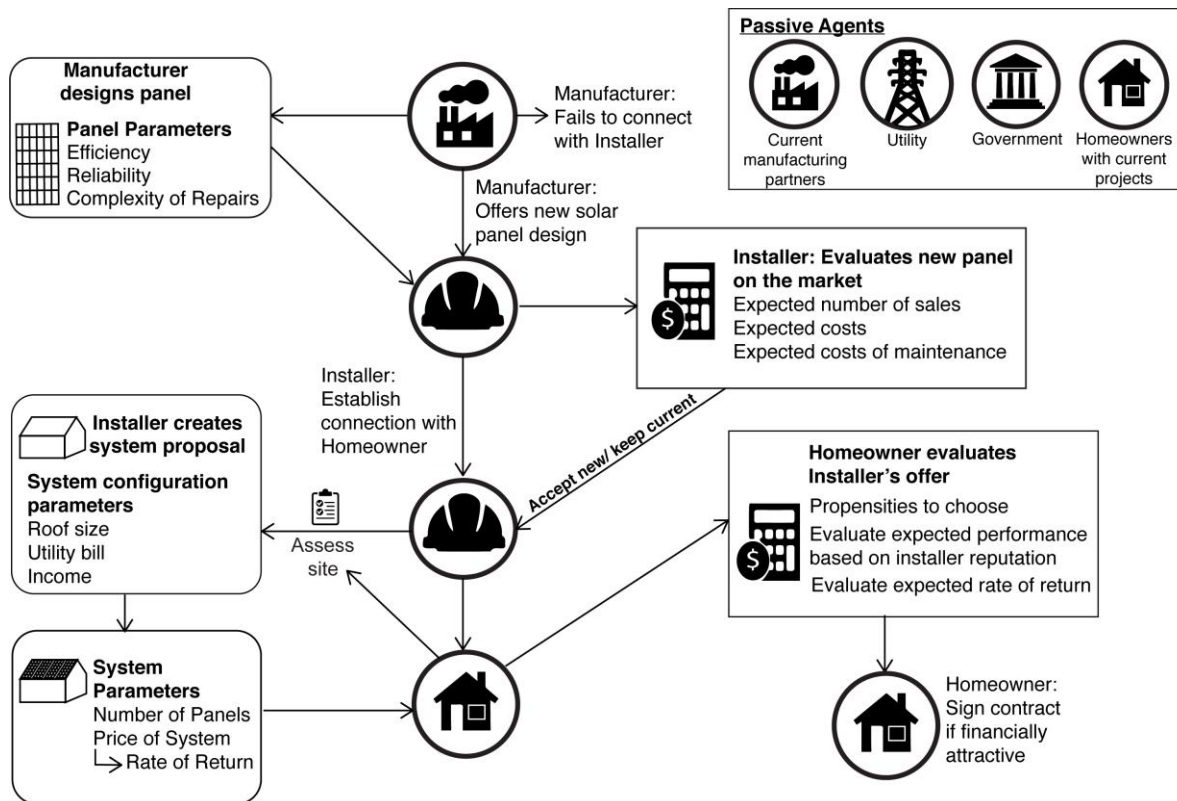 Manufacturer
designs panel
Panel Parameters
Efficiency
Reliability
Complexity of Repairs
Manufacturer:
Fails to connect
with Installer
Manufacturer:
Offers new solar
panel design
Passive Agents
Current
manufacturing
partners
Utility
Government
Homeowners
with current
projects
Installer: Evaluates new panel
on the market
Expected number of sales
Expected costs
Expected costs of maintenance
$
Installer:
Establish
connection with
Homeowner
Accept new/ keep current
Installer creates
system proposal
System configuration
parameters
Roof size
Utility bill
Income
Assess
site
Homeowner evaluates
Installer's offer
Propensities to choose
Evaluate expected performance
based on installer reputation
Evaluate expected rate of return
$
System
Parameters
Number of Panels
Price of System
Rate of Return
Homeowner:
Sign contract
if financially
attractive